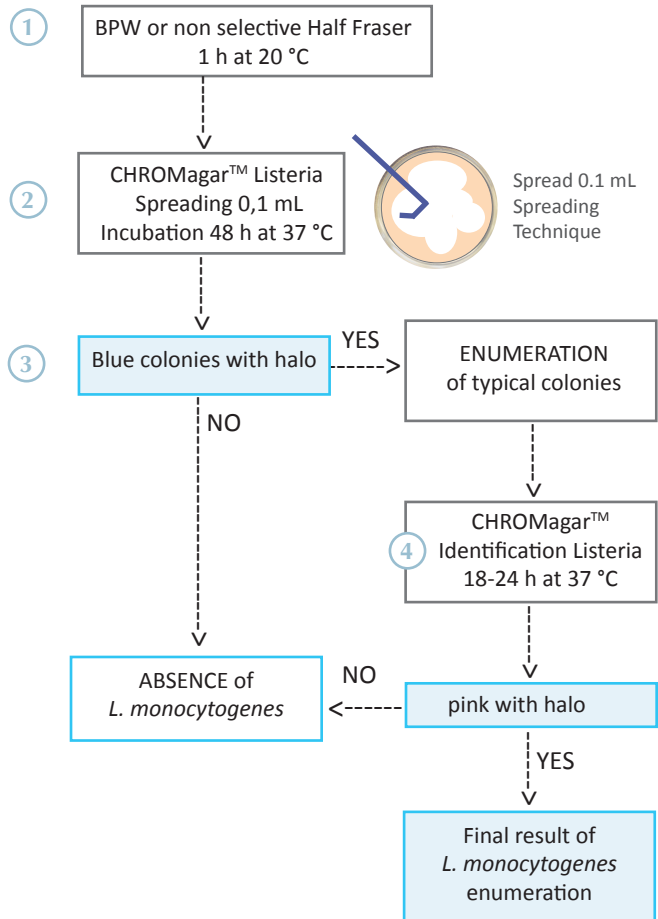 1
BPW or non selective Half Fraser
1 h at 20 °C
2
CHROMagar™ Listeria
Spreading 0,1 mL
Incubation 48 h at 37 °C
Spread 0.1 mL
Spreading
Technique
3
Blue colonies with halo
YES
ENUMERATION
of typical colonies
NO
4
CHROMagar™
Identification Listeria
18-24 h at 37 °C
ABSENCE of
L. monocytogenes
NO
pink with halo
YES
Final result of
L. monocytogenes
enumeration